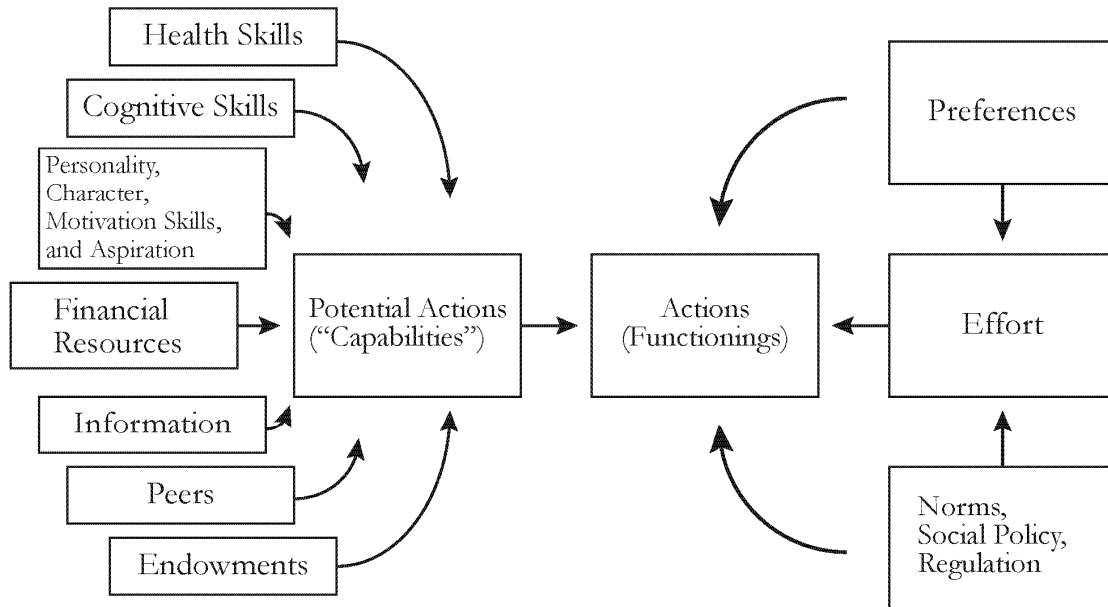 Health Skills
Cognitive Skills
Personality,
Character,
Motivation Skills,
and Aspiration
Financial
Resources
Information
Peers
Endowments
Potential Actions
(“Capabilities”)
Actions
(Functionings)
Preferences
Effort
Norms,
Social Policy,
Regulation